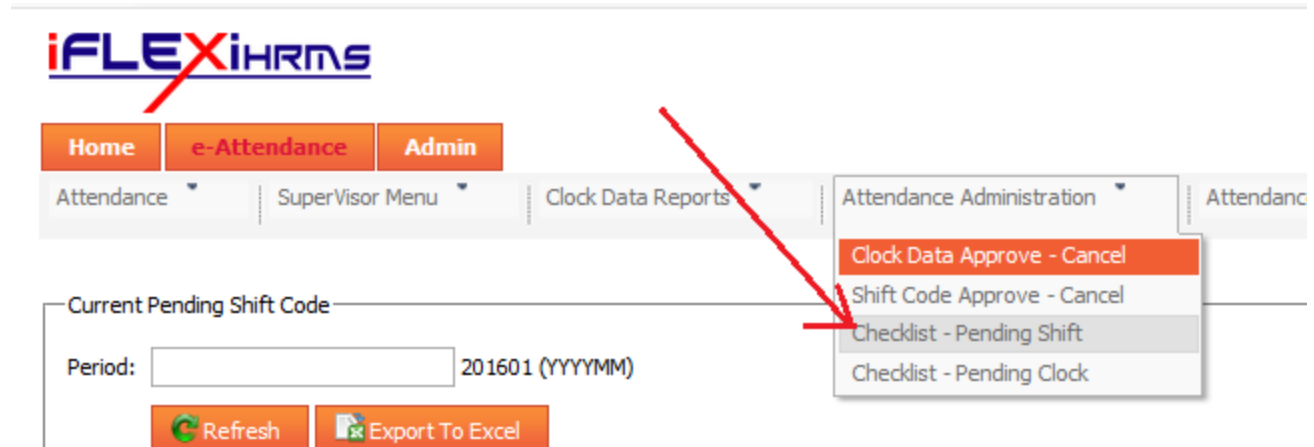 iFLEXiHRMS
Home e-Attendance Admin
Attendance SuperVisor Menu Clock Data Reports Attendance Administration Attendanc
Clock Data Approve - Cancel
Shift Code Approve - Cancel
Current Pending Shift Code
Checklist - Pending Shift
Period: 201601 (YYYYMM)
Checklist - Pending Clock
Refresh Export To Excel